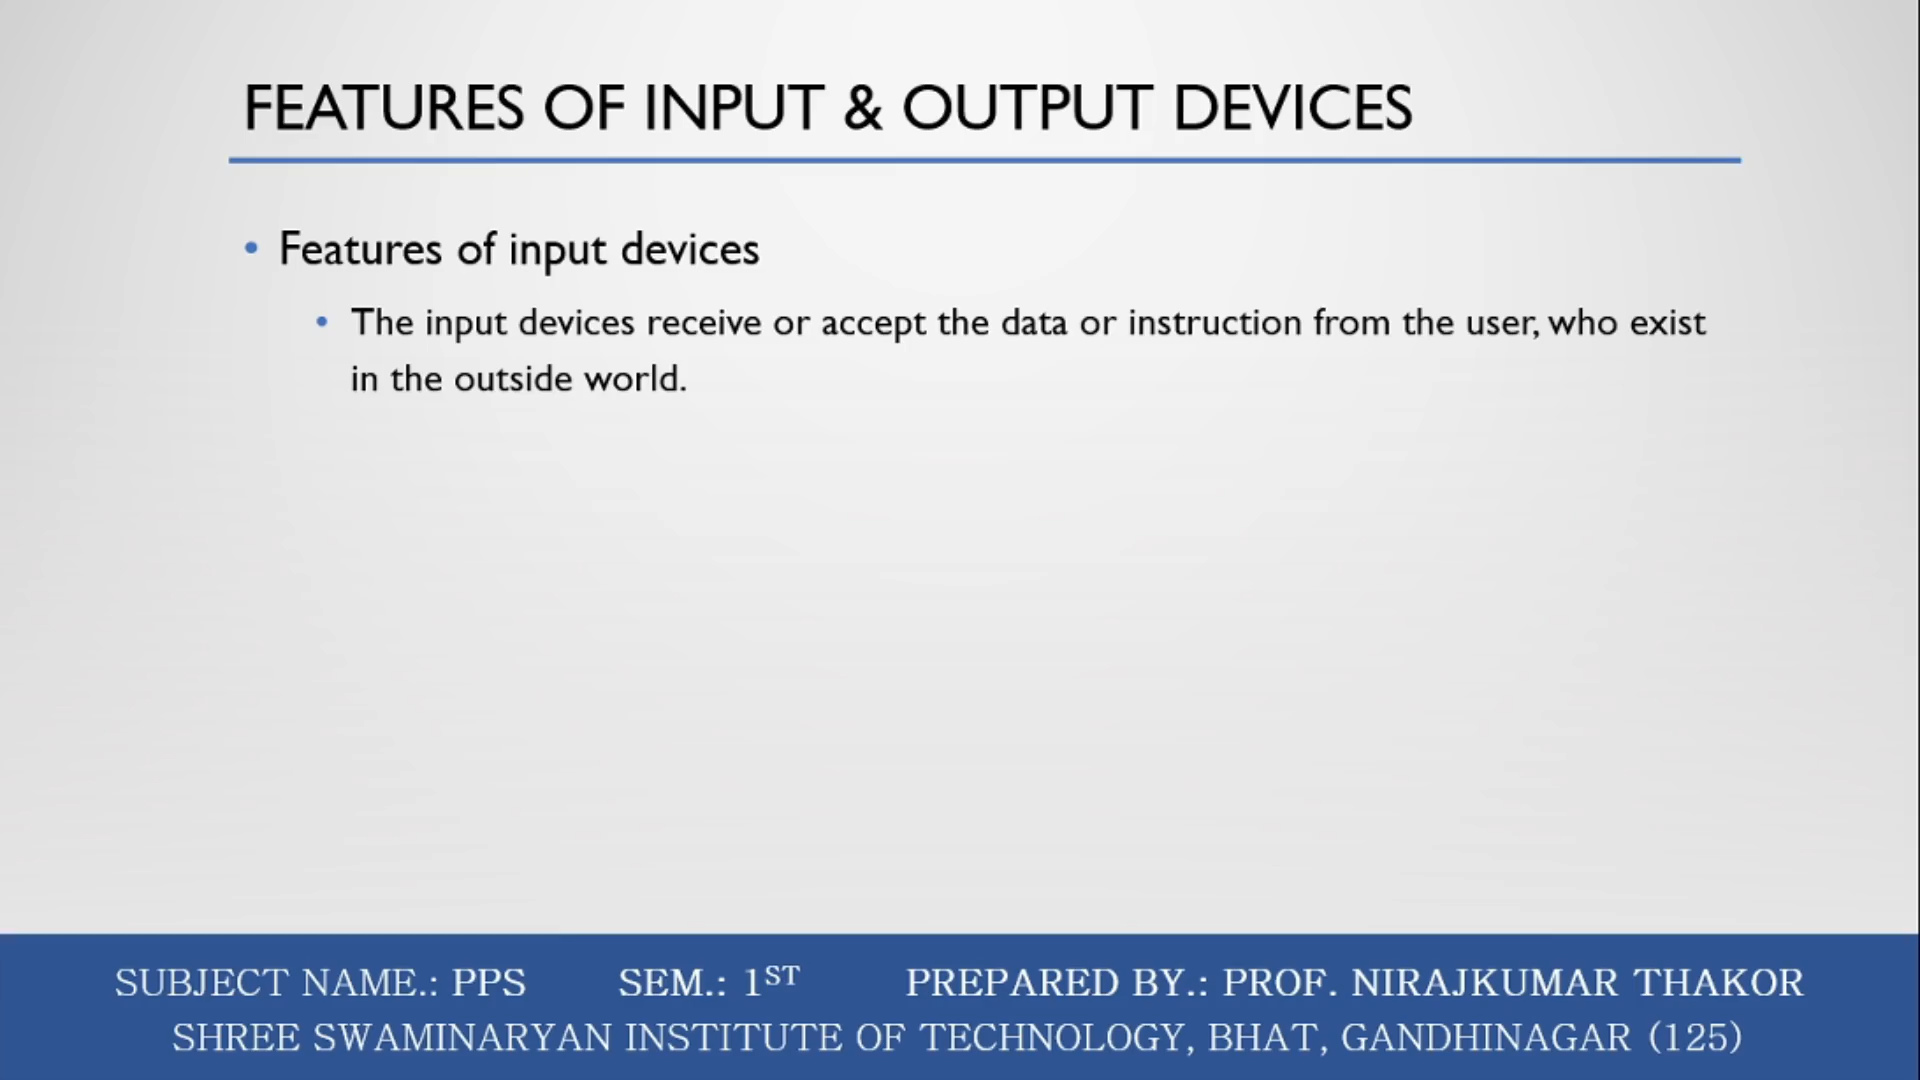 FEATURES OF INPUT & OUTPUT DEVICES
• Features of input devices
• The input devices receive or accept the data or instruction from the user, who exist
in the outside world.
SUBJECT NAME.: PPS SEM.: 1ST PREPARED BY.: PROF. NIRAJKUMAR THAKOR
SHREE SWAMINARYAN INSTITUTE OF TECHNOLOGY, BHAT, GANDHINAGAR (125)